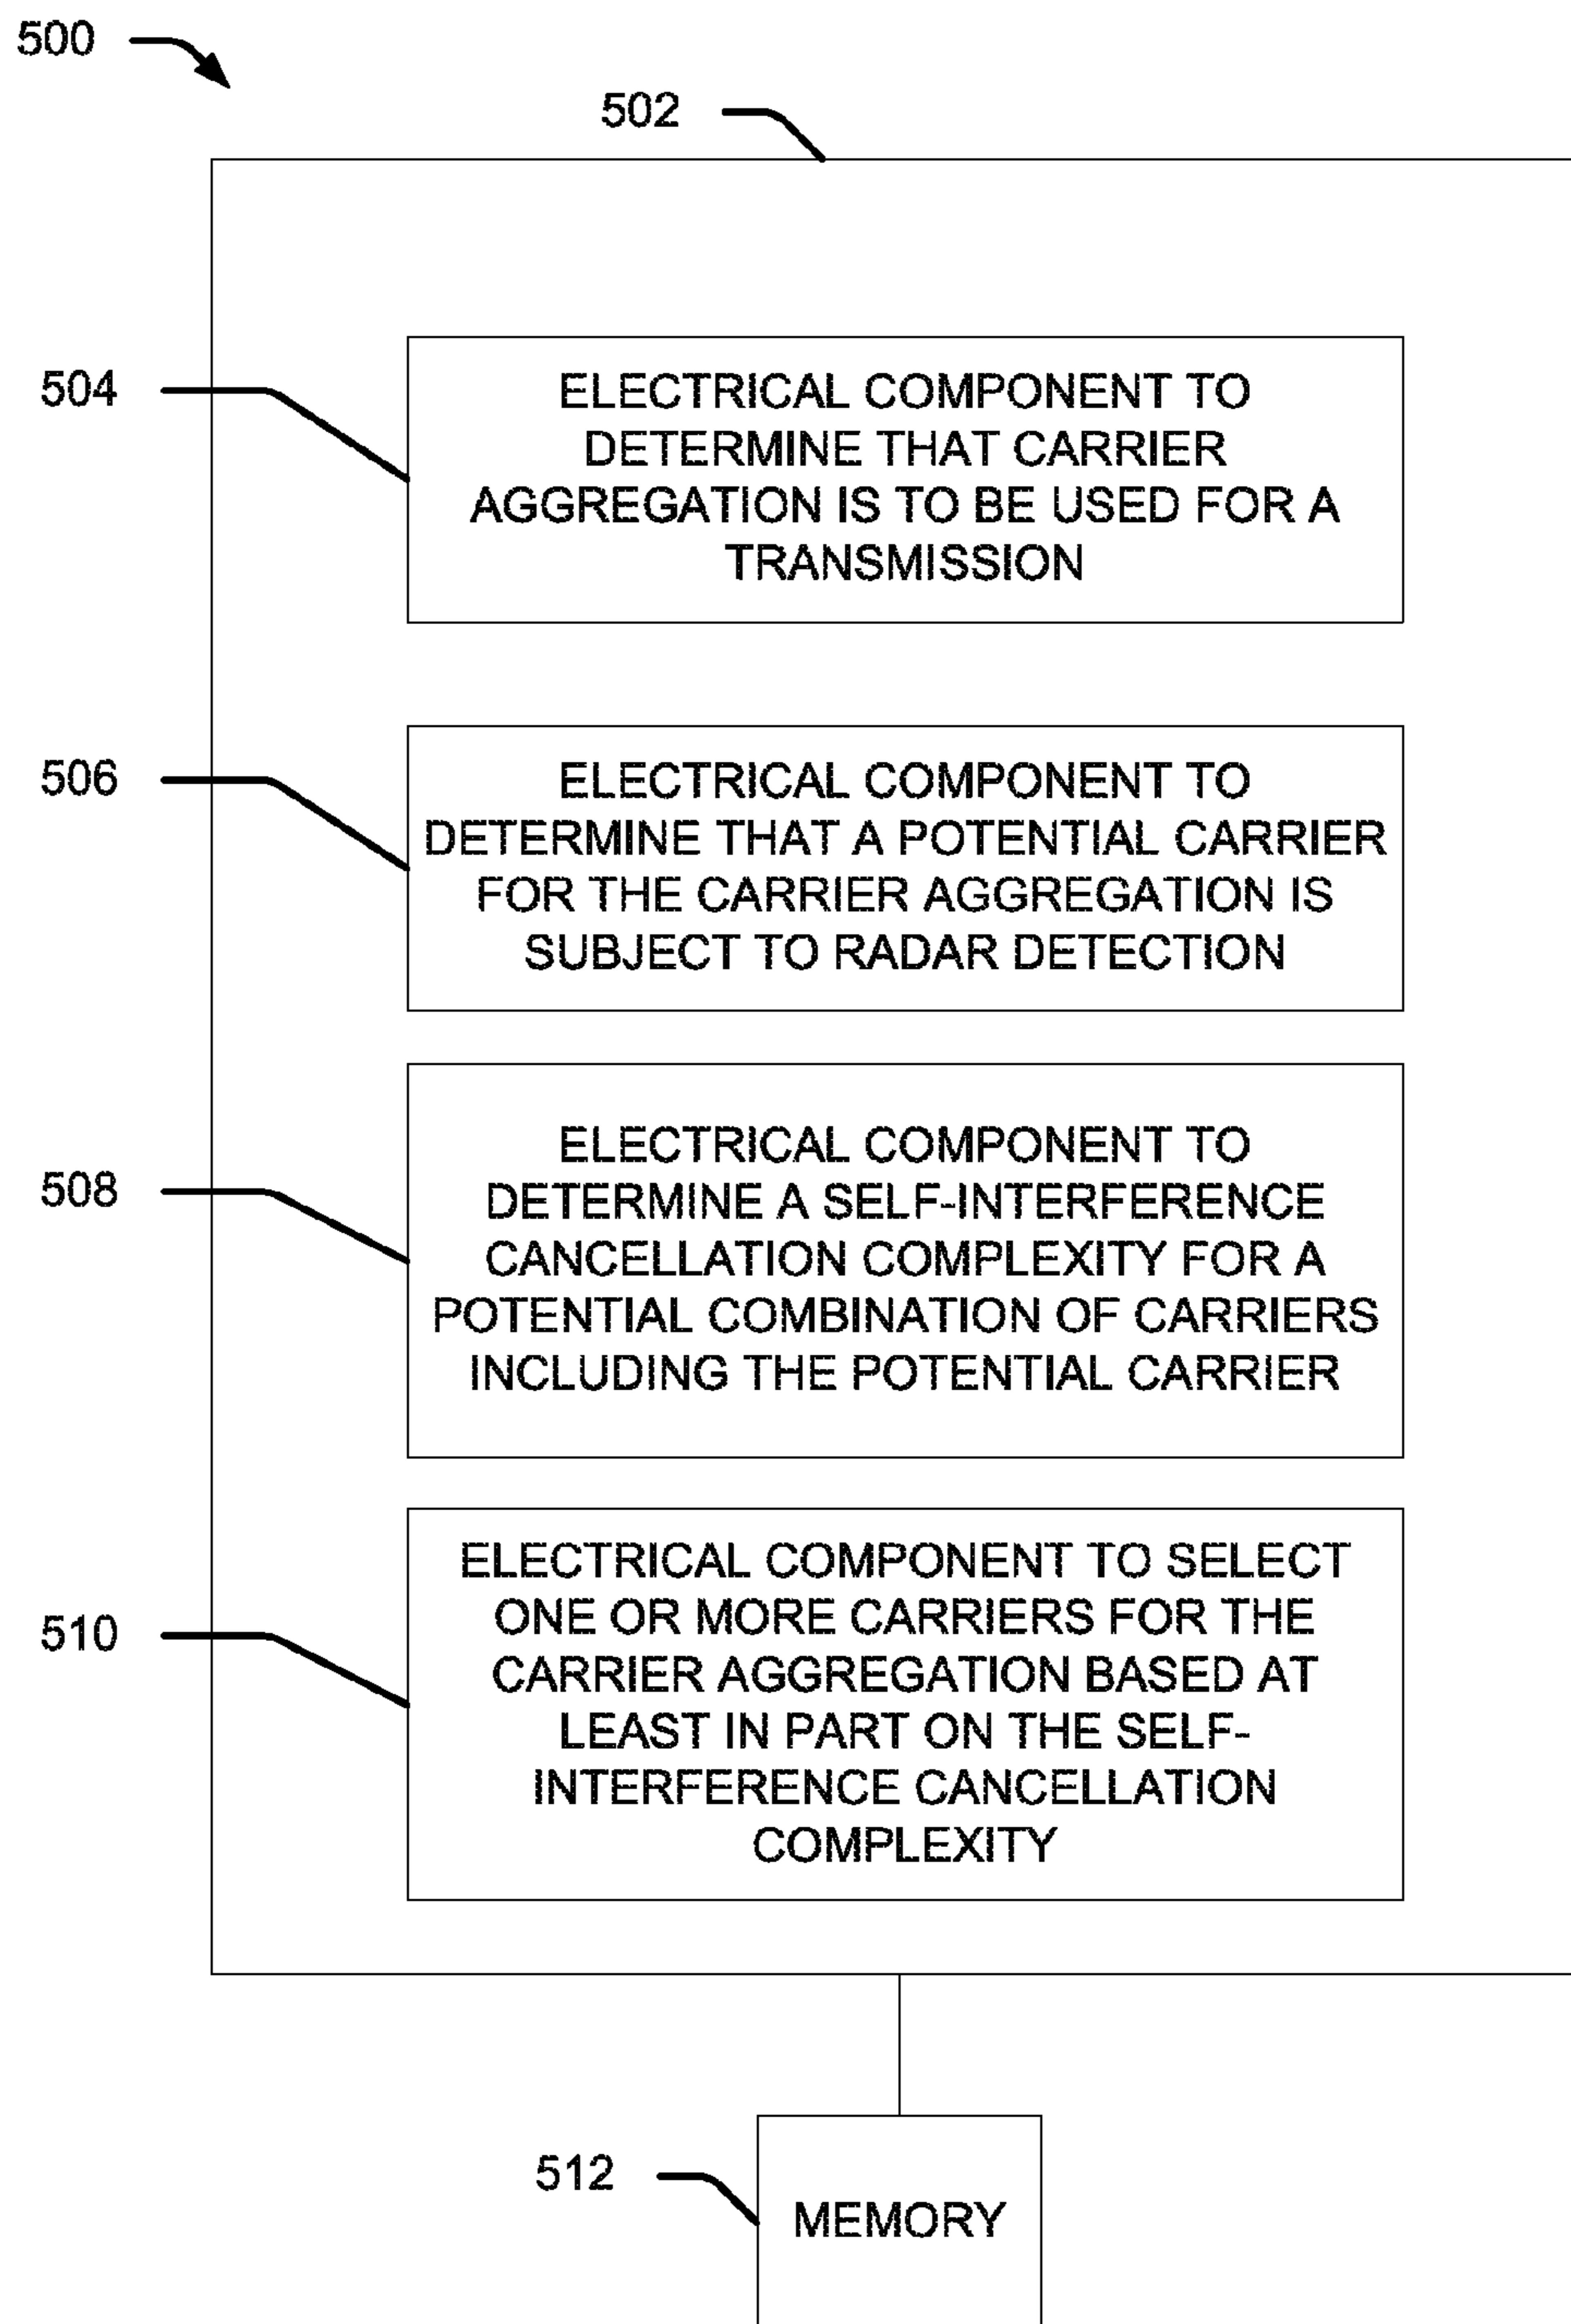 500
502
504
ELECTRICAL COMPONENT TO
DETERMINE THAT CARRIER
AGGREGATION IS TO BE USED FOR A
TRANSMISSION
506
ELECTRICAL COMPONENT TO
DETERMINE THAT A POTENTIAL CARRIER
FOR THE CARRIER AGGREGATION IS
SUBJECT TO RADAR DETECTION
508
ELECTRICAL COMPONENT TO
DETERMINE A SELF-INTERFERENCE
CANCELLATION COMPLEXITY FOR A
POTENTIAL COMBINATION OF CARRIERS
INCLUDING THE POTENTIAL CARRIER
510
ELECTRICAL COMPONENT TO SELECT
ONE OR MORE CARRIERS FOR THE
CARRIER AGGREGATION BASED AT
LEAST IN PART ON THE SELF-
INTERFERENCE CANCELLATION
COMPLEXITY
512
MEMORY